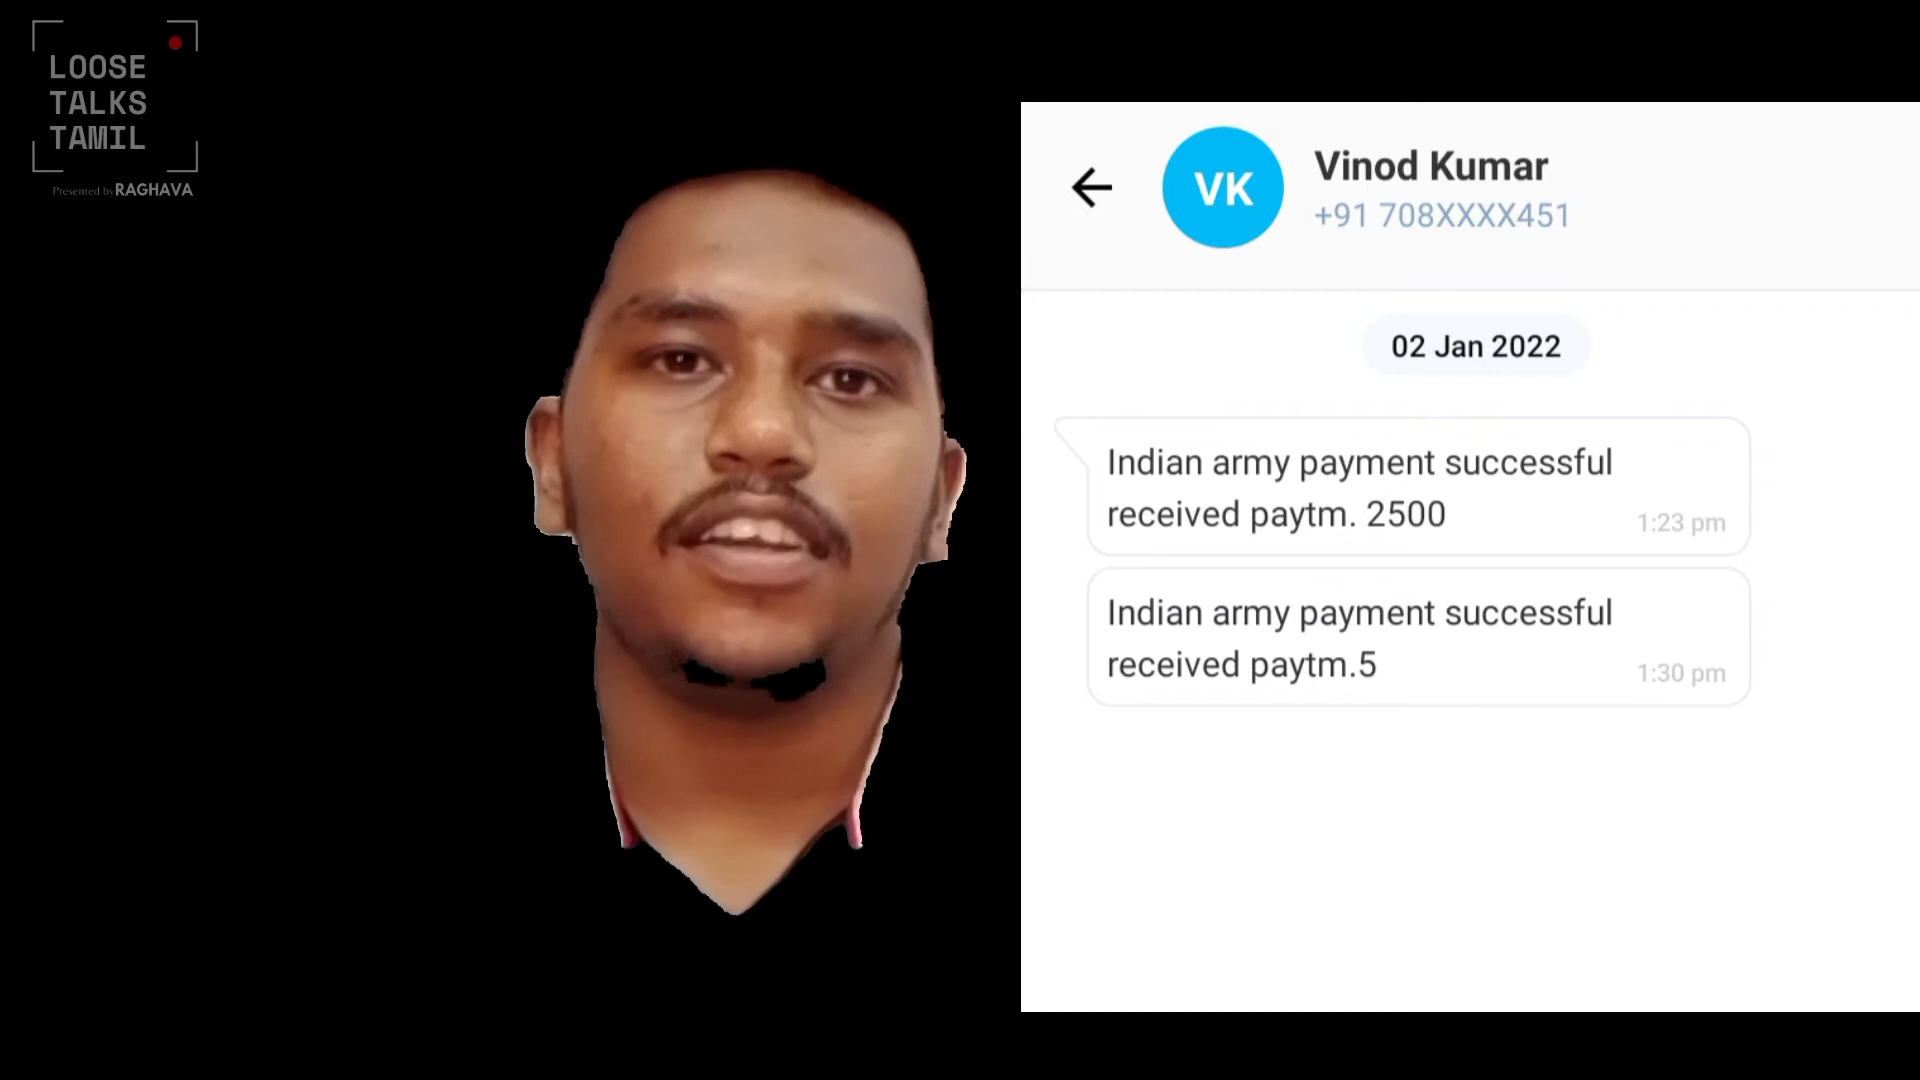 LOOSE
TALKS
TAMIL
Presented by RAGHAVA
VK
Vinod Kumar
+91 708XXXX451
02 Jan 2022
Indian army payment successful
received paytm. 2500
1:23 pm
Indian army payment successful
received paytm.5
1:30 pm